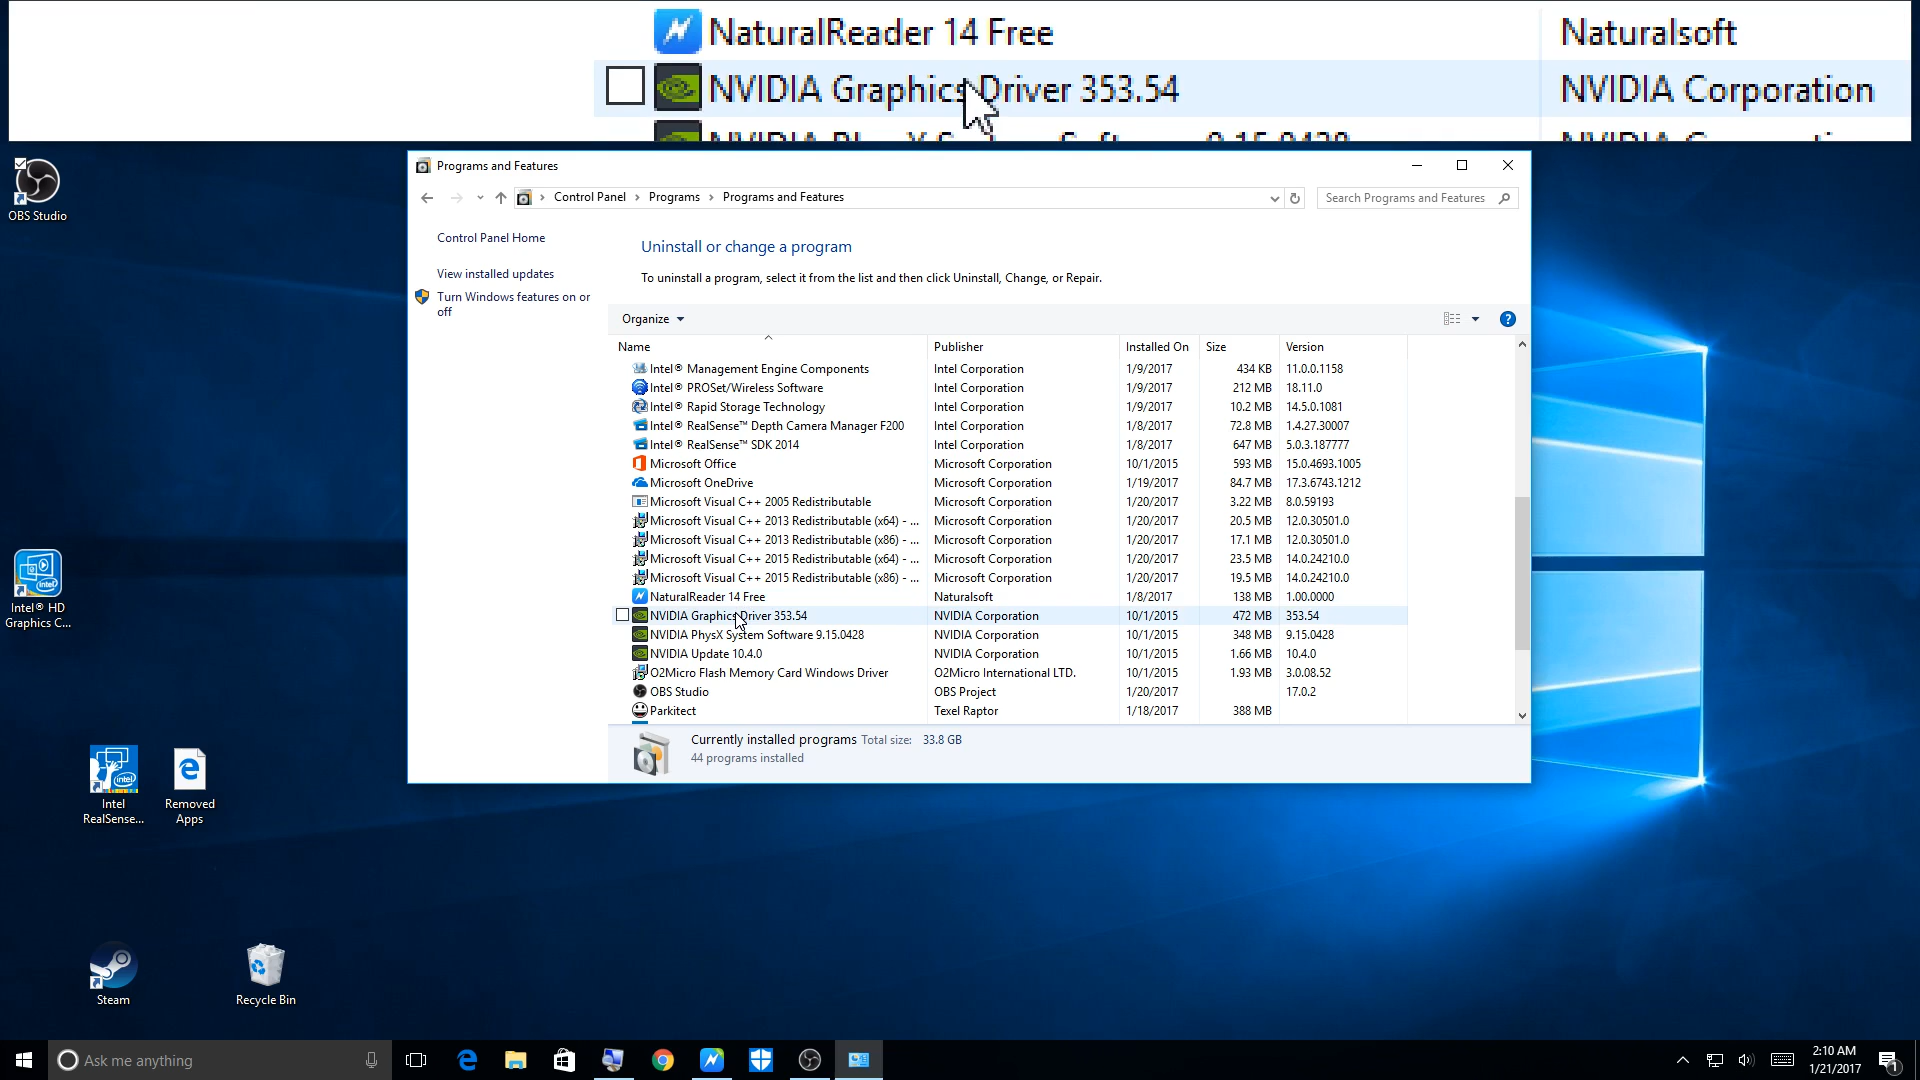 NaturalReader 14 Free Naturalsoft
NVIDIA Graphics Driver 353.54 NVIDIA Corporation
Programs and Features
Control Panel Programs Programs and Features
Search Programs and Features
Control Panel Home
View installed updates
Turn Windows features on or
off
Uninstall or change a program
To uninstall a program, select it from the list and then click Uninstall, Change, or Repair.
Organize
Name Publisher Installed On Size Version
Intel® Management Engine Components Intel Corporation 1/9/2017 434 KB 11.0.0.1158
Intel® PROSet/Wireless Software Intel Corporation 1/9/2017 212 MB 18.11.0
Intel® Rapid Storage Technology Intel Corporation 1/9/2017 10.2 MB 14.5.0.1081
Intel® RealSense™ Depth Camera Manager F200 Intel Corporation 1/8/2017 72.8 MB 1.4.27.30007
Intel® RealSense™ SDK 2014 Intel Corporation 1/8/2017 647 MB 5.0.3.187777
Microsoft Office Microsoft Corporation 10/1/2015 593 MB 15.0.4693.1005
Microsoft OneDrive Microsoft Corporation 1/19/2017 84.7 MB 17.3.6743.1212
Microsoft Visual C++ 2005 Redistributable Microsoft Corporation 1/20/2017 3.22 MB 8.0.59193
Microsoft Visual C++ 2013 Redistributable (x64) - ... Microsoft Corporation 1/20/2017 20.5 MB 12.0.30501.0
Microsoft Visual C++ 2013 Redistributable (x86) - ... Microsoft Corporation 1/20/2017 17.1 MB 12.0.30501.0
Microsoft Visual C++ 2015 Redistributable (x64) - ... Microsoft Corporation 1/20/2017 23.5 MB 14.0.24210.0
Microsoft Visual C++ 2015 Redistributable (x86) - ... Microsoft Corporation 1/20/2017 19.5 MB 14.0.24210.0
NaturalReader 14 Free Naturalsoft 1/8/2017 138 MB 1.00.0000
NVIDIA Graphics Driver 353.54 NVIDIA Corporation 10/1/2015 472 MB 353.54
NVIDIA PhysX System Software 9.15.0428 NVIDIA Corporation 10/1/2015 348 MB 9.15.0428
NVIDIA Update 10.4.0 NVIDIA Corporation 10/1/2015 1.66 MB 10.4.0
O2Micro Flash Memory Card Windows Driver O2Micro International LTD. 10/1/2015 1.93 MB 3.0.08.52
OBS Studio OBS Project 1/20/2017 17.0.2
Parkitect Texel Raptor 1/18/2017 388 MB
Currently installed programs Total size: 33.8 GB
44 programs installed
OBS Studio
Intel® HD
Graphics C...
Intel
RealSense...
Removed
Apps
Steam
Recycle Bin
Ask me anything
2:10 AM
1/21/2017
1